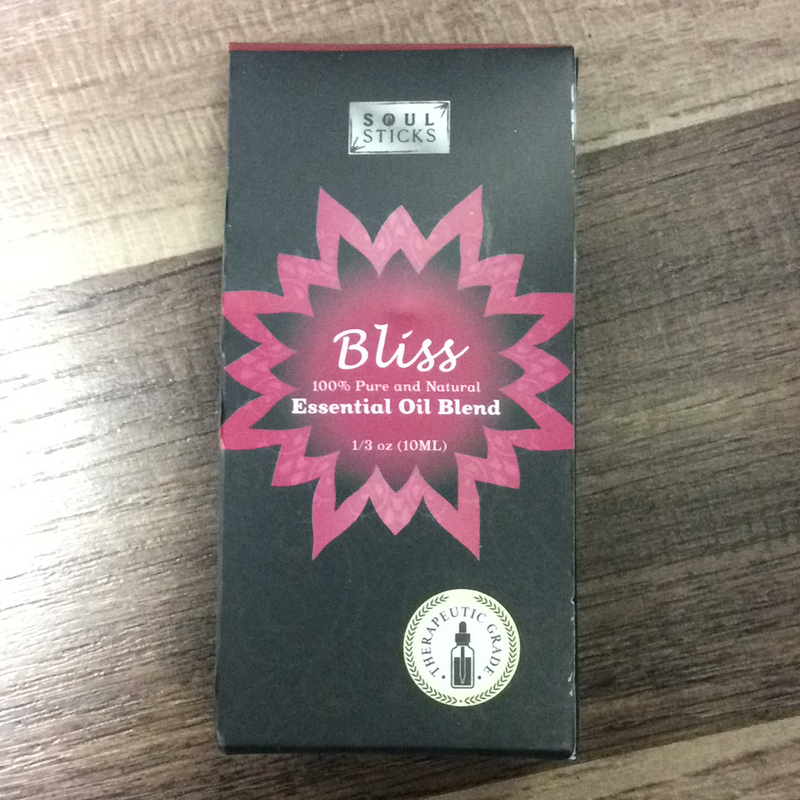 SOUL
STICKS
Bliss
100% Pure and Natural
Essential Oil Blend
1/3 oz (10ML)
THERAPEUTIC GRADE